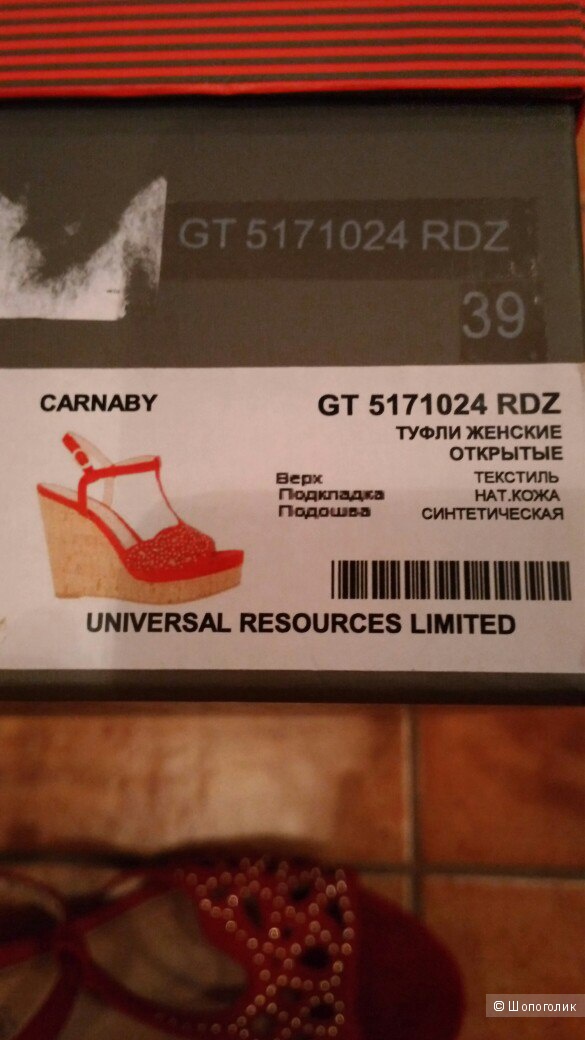 GT 5171024 RDZ
39
CARNABY
GT 5171024 RDZ
ТУФЛИ ЖЕНСКИЕ
ОТКРЫТЫЕ
Верх ТЕКСТИЛЬ
Подкладка НАТ.КОЖА
Подошва СИНТЕТИЧЕСКАЯ
UNIVERSAL RESOURCES LIMITED
© Шопоголик